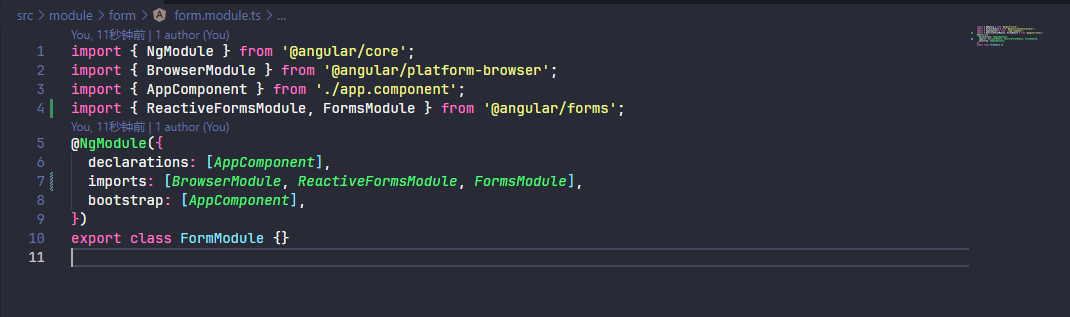 src > module > form > form.module.ts > ...
You, 11秒钟前 | 1 author (You)
1 import { NgModule } from '@angular/core';
2 import { BrowserModule } from '@angular/platform-browser';
3 import { AppComponent } from './app.component';
4 import { ReactiveFormsModule, FormsModule } from '@angular/forms';
You, 11秒钟前 | 1 author (You)
5 @NgModule({
6   declarations: [AppComponent],
7   imports: [BrowserModule, ReactiveFormsModule, FormsModule],
8   bootstrap: [AppComponent],
9 })
10 export class FormModule {}
11